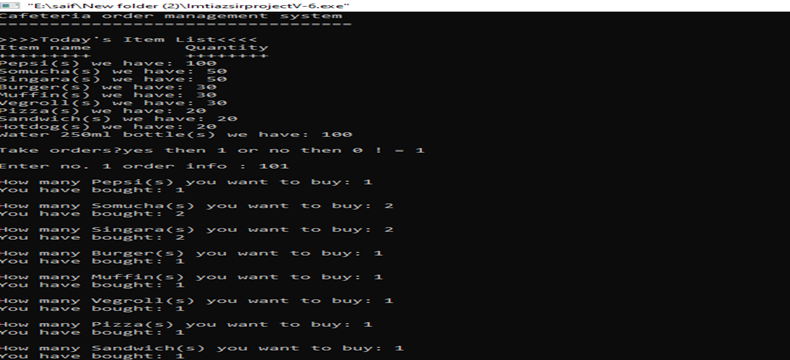 "E:\saif\New folder (2)\Imtiazsirprojectv-6.exe"
Cafeteria order management system
-----------------------------------
>>>>Today's Item List<<<<
Item name Quantity
+++++++++ ++++++++
Pepsi(s) we have: 100
Somucha(s) we have: 50
Singara(s) we have: 50
Burger(s) we have: 30
Muffin(s) we have: 30
Vegroll(s) we have: 30
Pizza(s) we have: 20
Sandwich(s) we have: 20
Hotdog(s) we have: 20
Water 250ml bottle(s) we have: 100
Take orders?yes then 1 or no then 0 ! - 1
Enter no. 1 order info : 101
How many Pepsi(s) you want to buy: 1
You have bought: 1
How many Somucha(s) you want to buy: 2
You have bought: 2
How many Singara(s) you want to buy: 2
You have bought: 2
How many Burger(s) you want to buy: 1
You have bought: 1
How many Muffin(s) you want to buy: 1
You have bought: 1
How many Vegroll(s) you want to buy: 1
You have bought: 1
How many Pizza(s) you want to buy: 1
You have bought: 1
How many Sandwich(s) you want to buy: 1
You have bought: 1